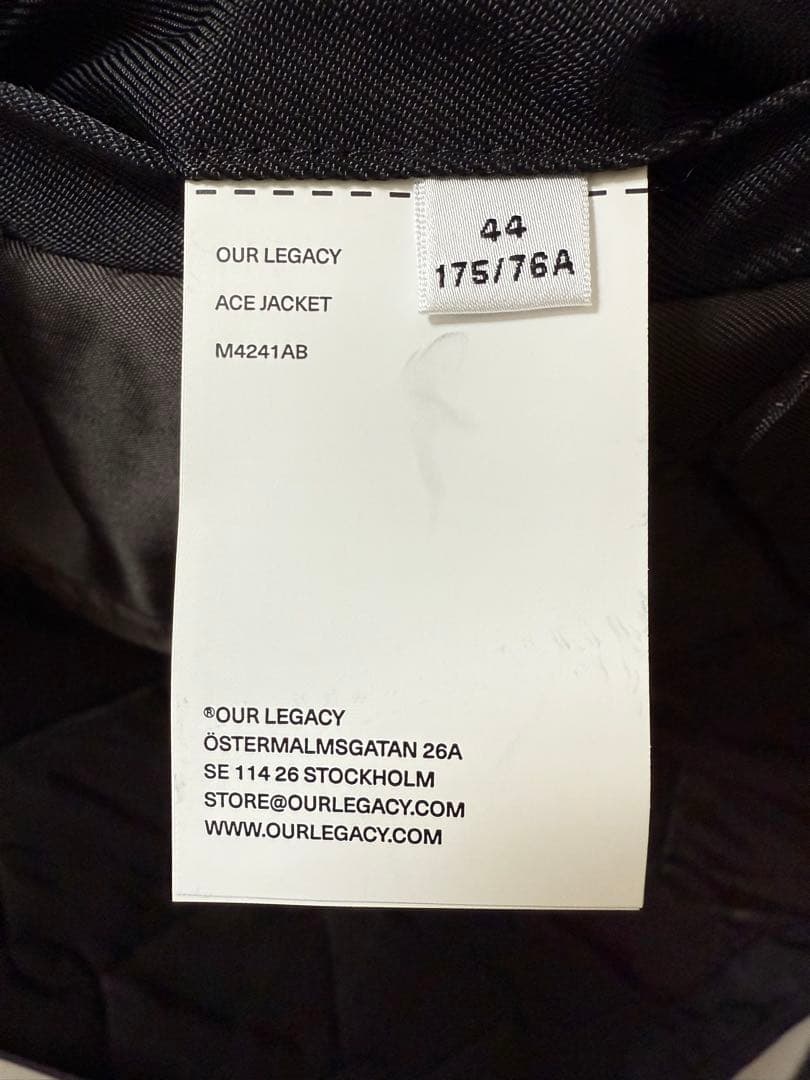 44
175/76A
OUR LEGACY
ACE JACKET
M4241AB
®OUR LEGACY
ÖSTERMALMSGATAN 26A
SE 114 26 STOCKHOLM
STORE@OURLEGACY.COM
WWW.OURLEGACY.COM